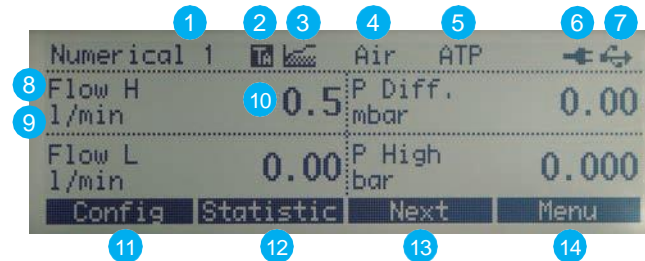 1 2 3 4 5 6 7
Numerical 1 TA Air ATP
8 Flow H 10 0.5 P Diff. 0.00
9 l/min mbar
Flow L 0.00 P High 0.000
l/min bar
Config Statistic Next Menu
11 12 13 14